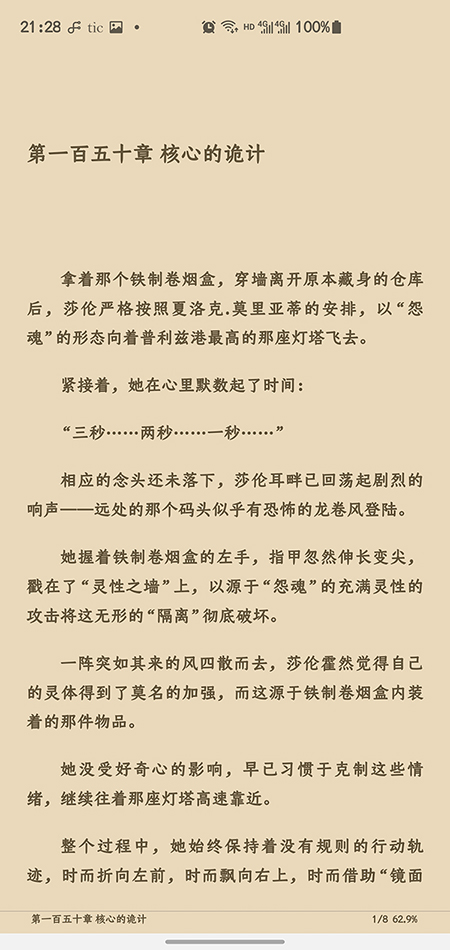 21:28 tic HD 4G 4G 100%
第一百五十章 核心的诡计
拿着那个铁制卷烟盒，穿墙离开原本藏身的仓库
后，莎伦严格按照夏洛克.莫里亚蒂的安排，以“怨
魂”的形态向着普利兹港最高的那座灯塔飞去。
紧接着，她在心里默数起了时间：
“三秒……两秒……一秒……”
相应的念头还未落下，莎伦耳畔已回荡起剧烈的
响声——远处的那个码头似乎有恐怖的龙卷风登陆。
她握着铁制卷烟盒的左手，指甲忽然伸长变尖，
戳在了“灵性之墙”上，以源于“怨魂”的充满灵性的
攻击将这无形的“隔离”彻底破坏。
一阵突如其来的风四散而去，莎伦霍然觉得自己
的灵体得到了莫名的加强，而这源于铁制卷烟盒内装
着的那件物品。
她没受好奇心的影响，早已习惯于克制这些情
绪，继续往着那座灯塔高速靠近。
整个过程中，她始终保持着没有规则的行动轨
迹，时而折向左前，时而飘向右上，时而借助“镜面
第一百五十章 核心的诡计 1/8 62.9%